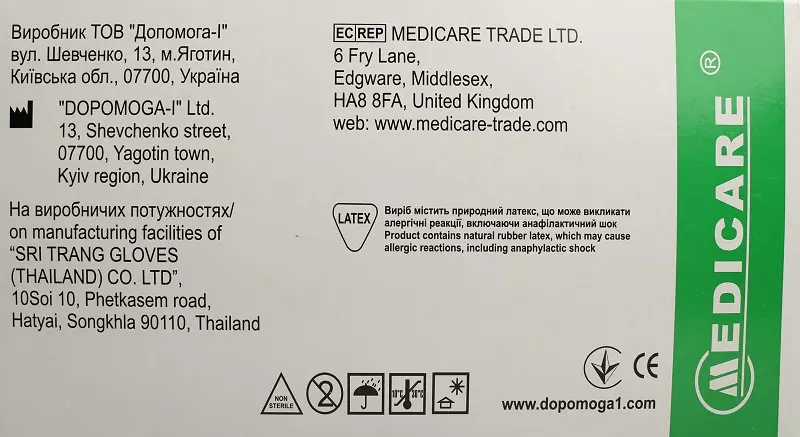 Виробник ТОВ "Допомога-І"
вул. Шевченко, 13, м.Яготин,
Київська обл., 07700, Україна
"DOPOMOGA-I" Ltd.
13, Shevchenko street,
07700, Yagotin town,
Kyiv region, Ukraine
На виробничих потужностях/
on manufacturing facilities of
“SRI TRANG GLOVES
(THAILAND) CO. LTD”,
10Soi 10, Phetkasem road,
Hatyai, Songkhla 90110, Thailand
EC REP MEDICARE TRADE LTD.
6 Fry Lane,
Edgware, Middlesex,
HA8 8FA, United Kingdom
web: www.medicare-trade.com
LATEX
Виріб містить природний латекс, що може викликати
алергічні реакції, включаючи анафілактичний шок
Product contains natural rubber latex, which may cause
allergic reactions, including anaphylactic shock
NON
STERILE
2
10°C 30°C
CE
www.dopomoga1.com
MEDICARE ®